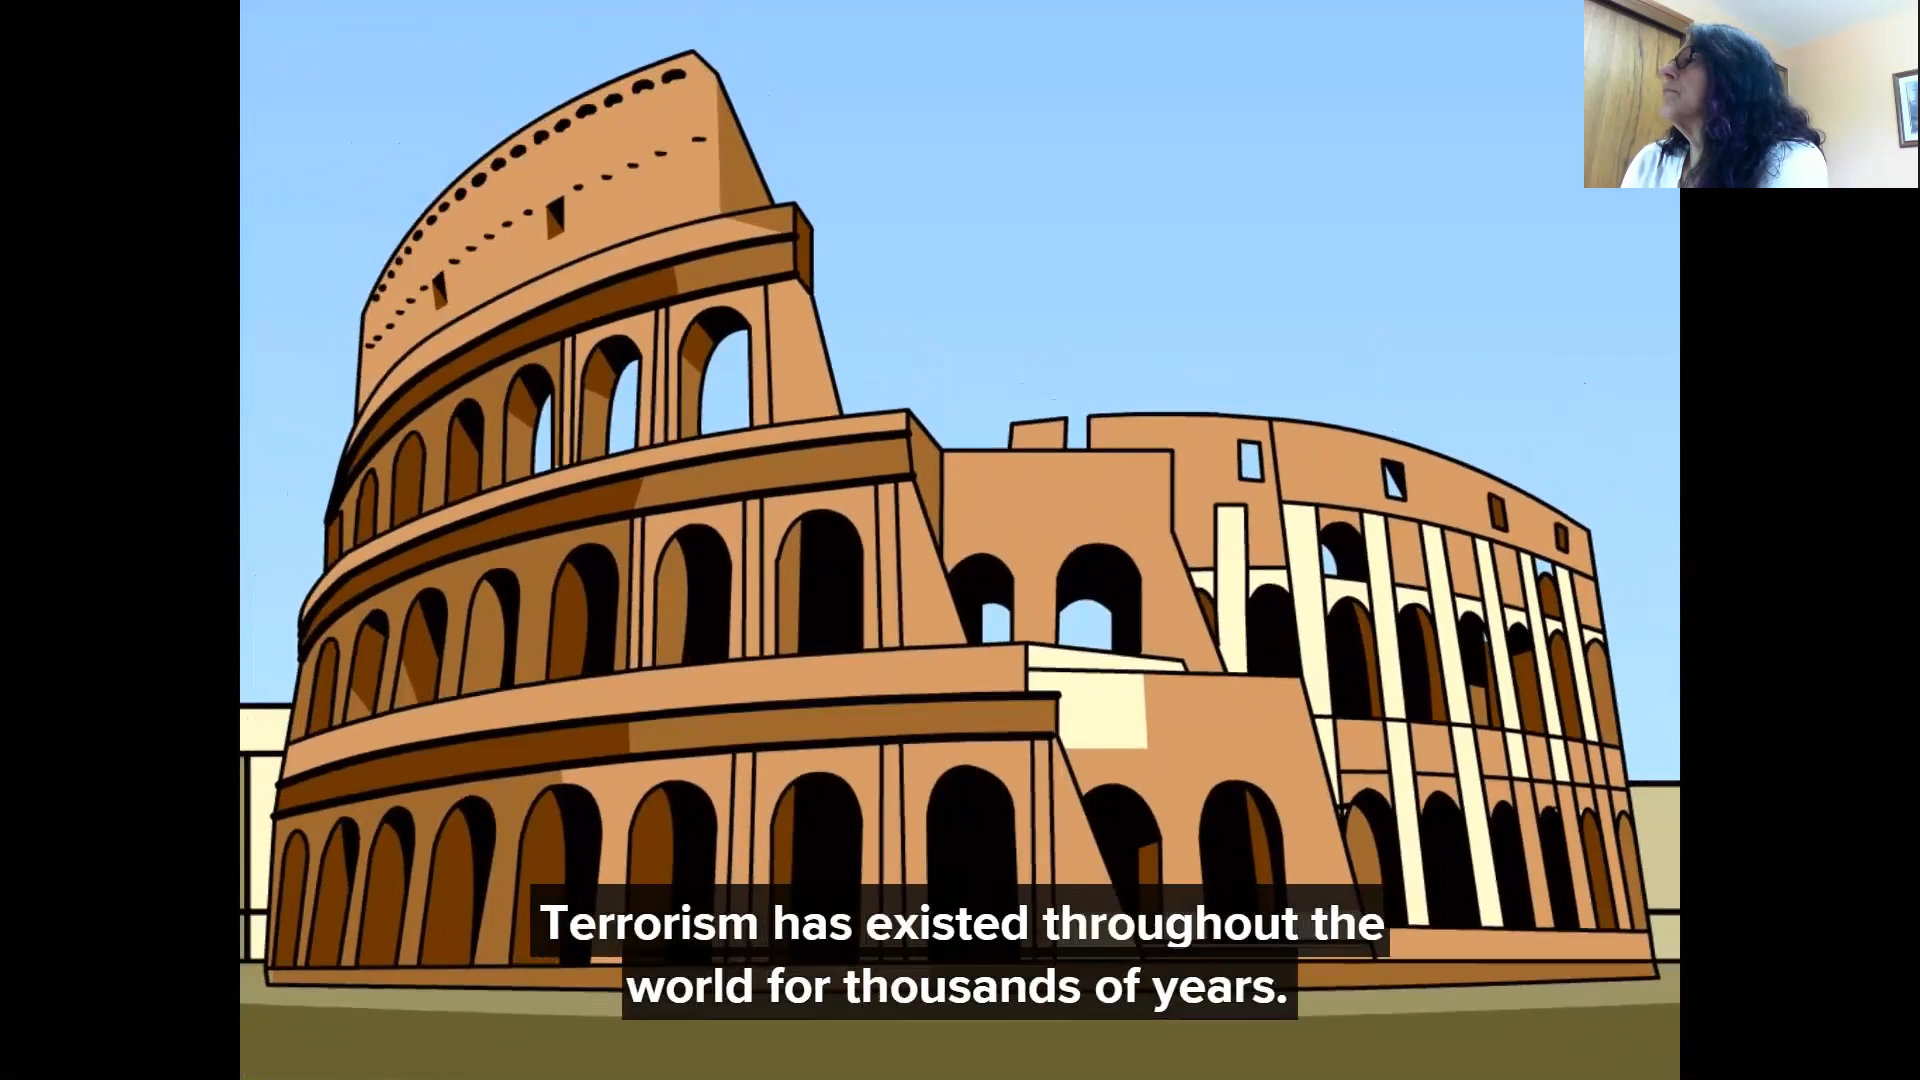 Terrorism has existed throughout the
world for thousands of years.